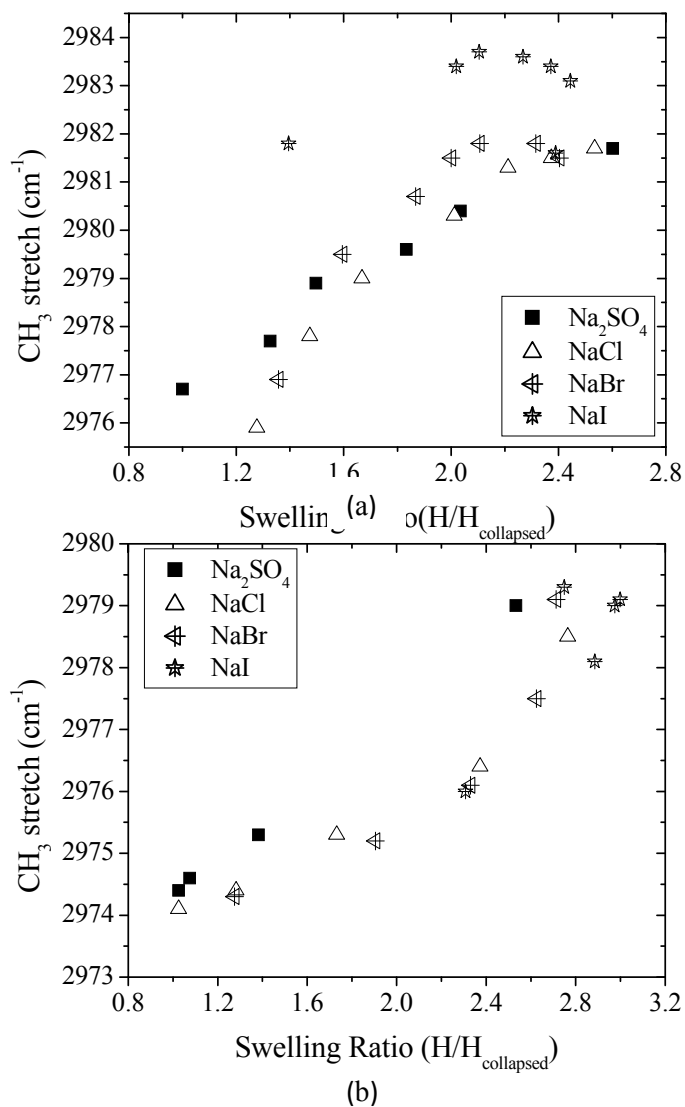 2984
2983
2982
2981
2980
2979
2978
2977
2976
CH₃ stretch (cm⁻¹)
Na₂SO₄
NaCl
NaBr
NaI
0.8 1.2 1.6 2.0 2.4 2.8
Swelling o(H/H_collapsed)
(a)
2980
2979
2978
2977
2976
2975
2974
2973
CH₃ stretch (cm⁻¹)
Na₂SO₄
NaCl
NaBr
NaI
0.8 1.2 1.6 2.0 2.4 2.8 3.2
Swelling Ratio (H/H_collapsed)
(b)